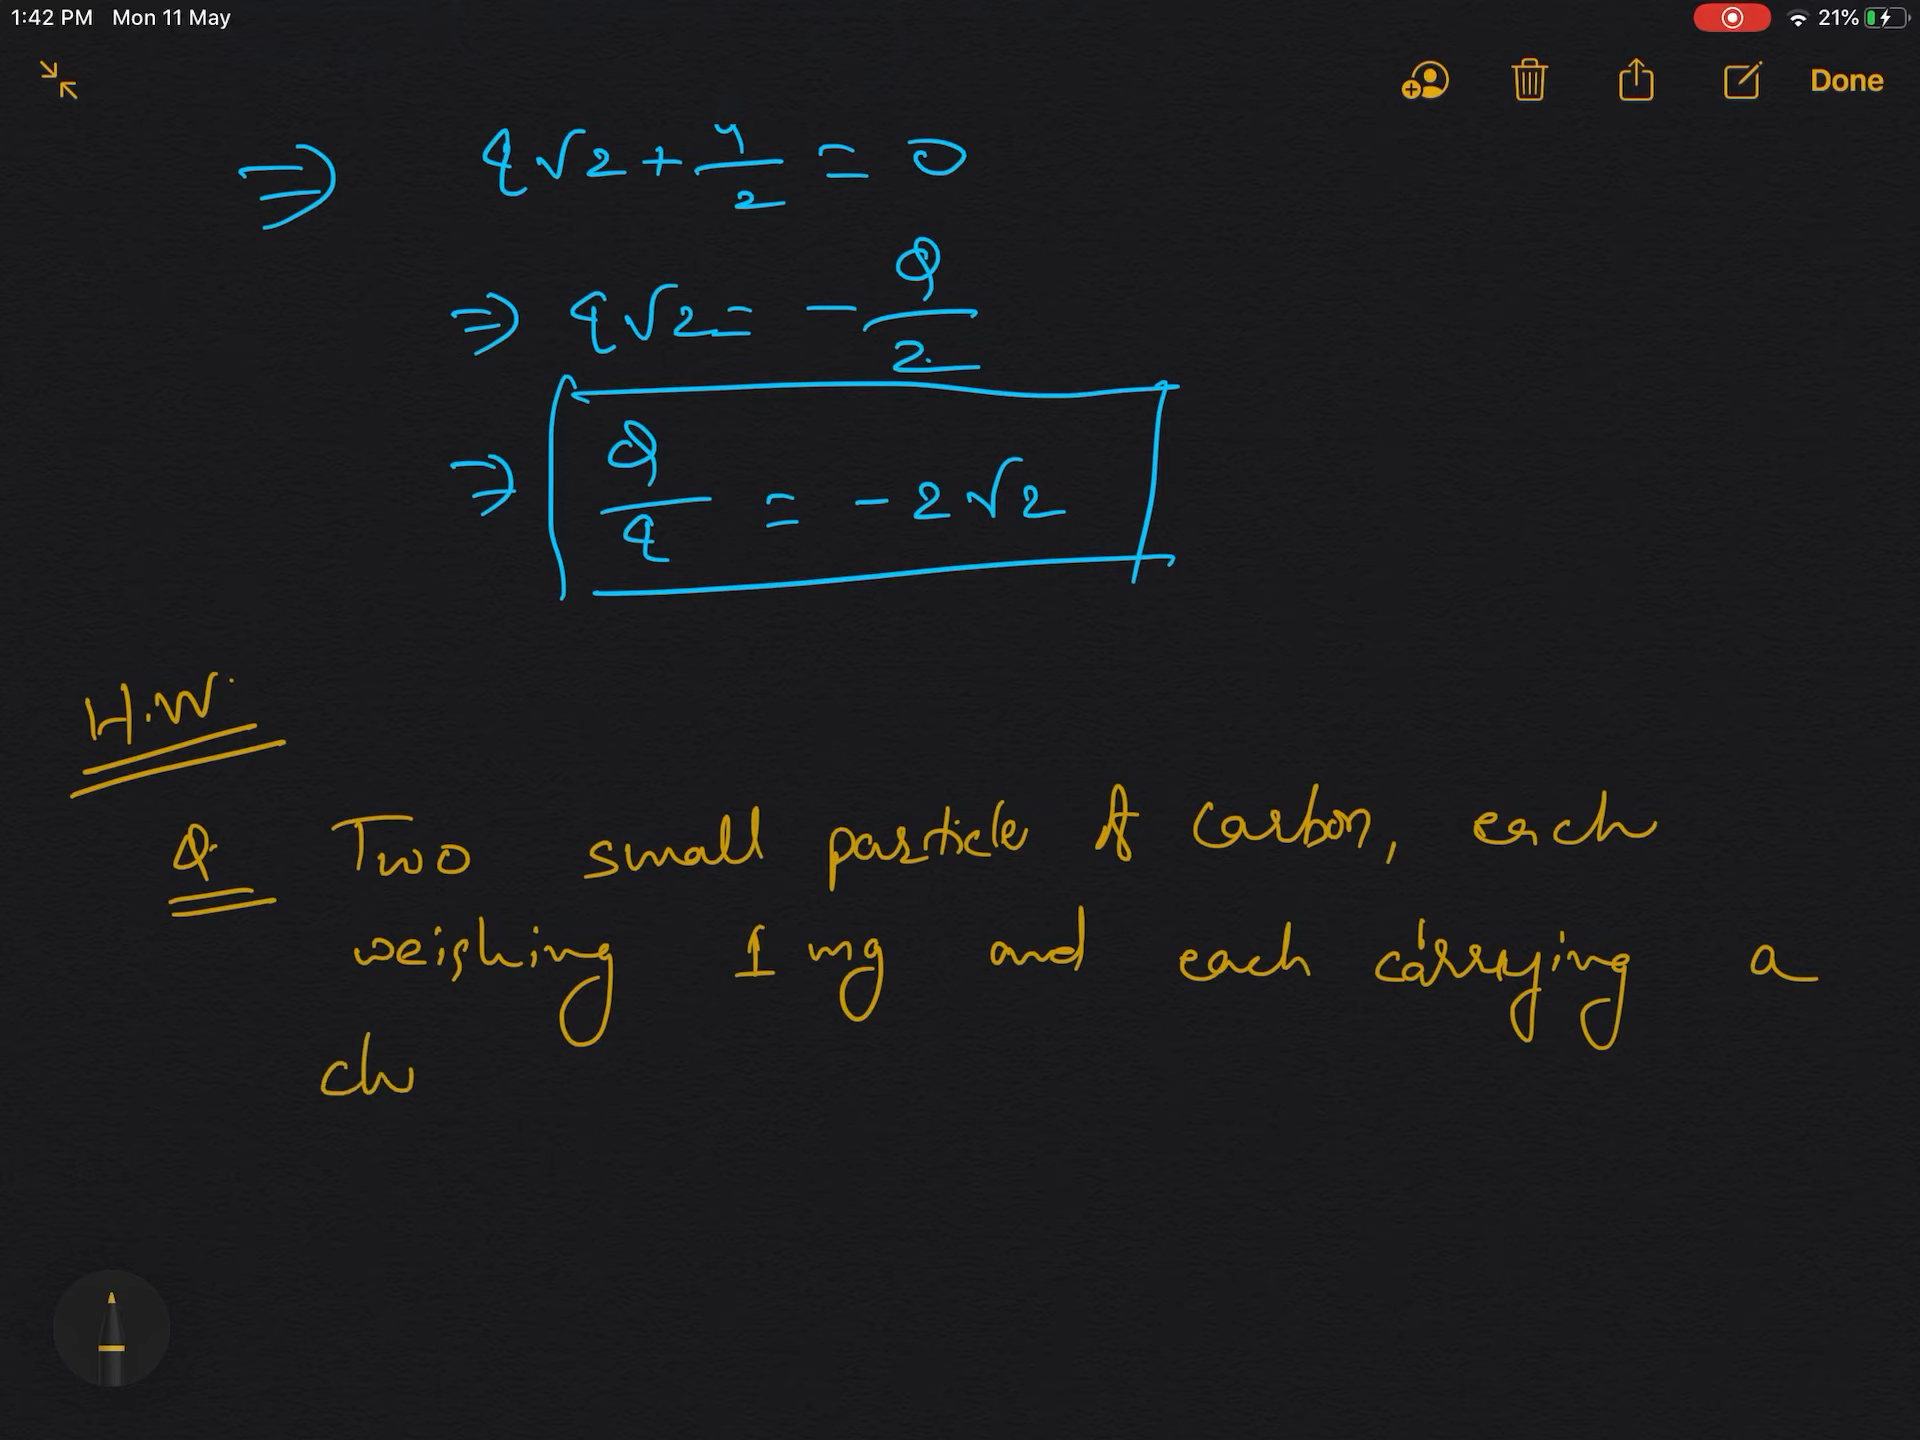 1:42 PM Mon 11 May
21%
Done
⇒ q√2 + /2 = 0
⇒ q√2 = - Q/2
⇒ Q/q = - 2√2
H.W.
Q. Two small particle of carbon, each
weighing 1 mg and each carrying a